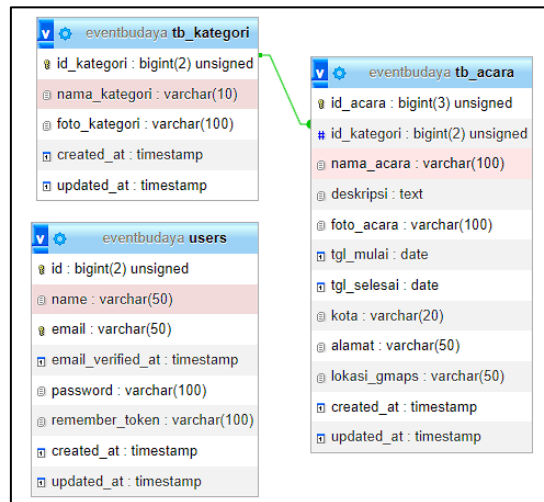 v eventbudaya tb_kategori
id_kategori : bigint(2) unsigned
nama_kategori : varchar(10)
foto_kategori : varchar(100)
created_at : timestamp
updated_at : timestamp
v eventbudaya users
id : bigint(2) unsigned
name : varchar(50)
email : varchar(50)
email_verified_at : timestamp
password : varchar(100)
remember_token : varchar(100)
created_at : timestamp
updated_at : timestamp
v eventbudaya tb_acara
id_acara : bigint(3) unsigned
# id_kategori : bigint(2) unsigned
nama_acara : varchar(100)
deskripsi : text
foto_acara : varchar(100)
tgl_mulai : date
tgl_selesai : date
kota : varchar(20)
alamat : varchar(50)
lokasi_gmaps : varchar(50)
created_at : timestamp
updated_at : timestamp